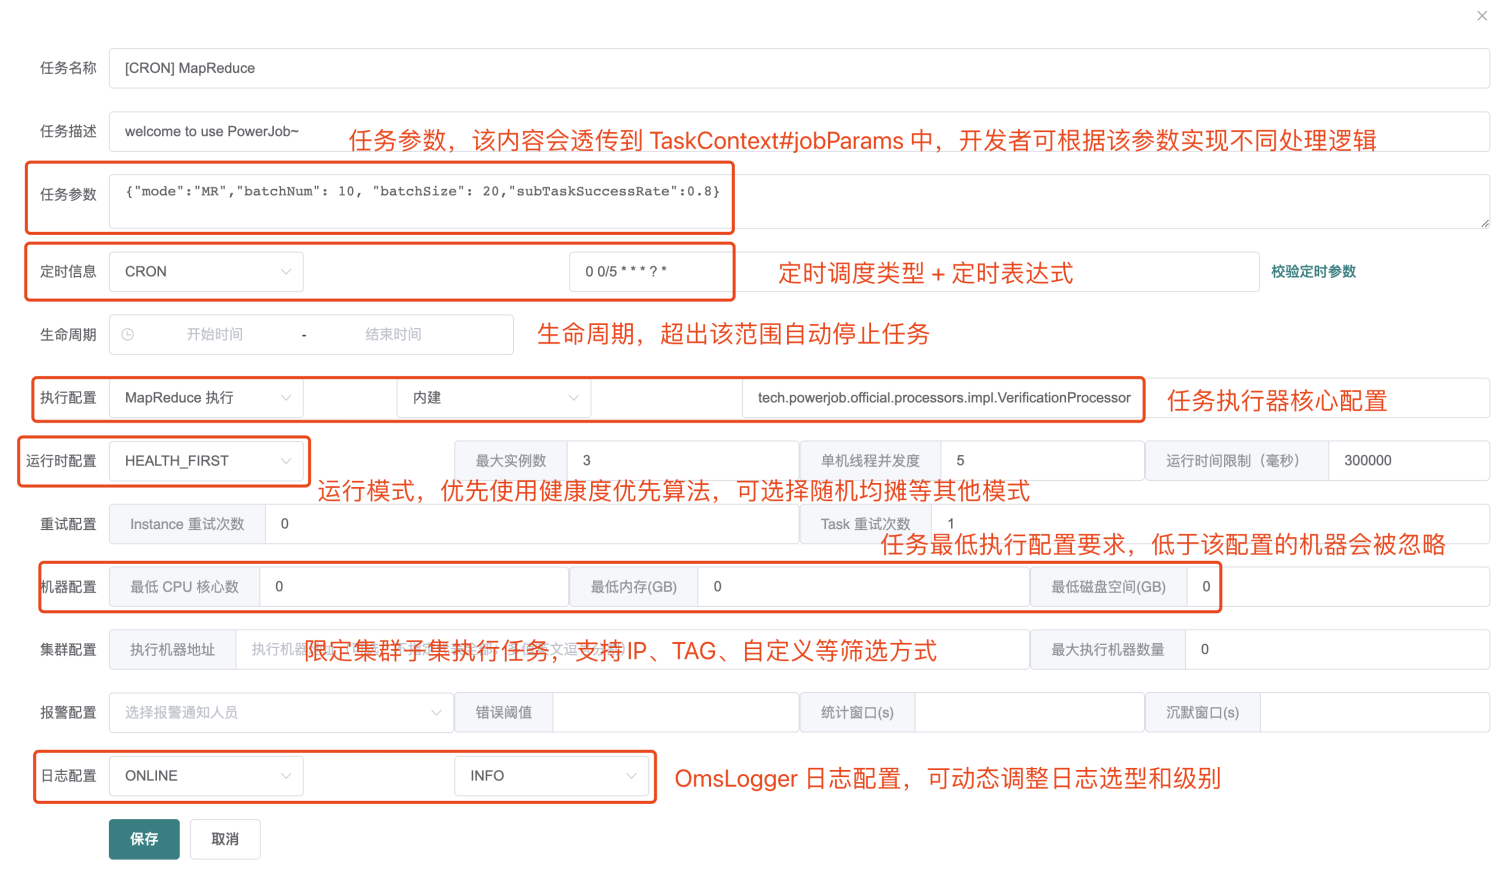 任务名称 [CRON] MapReduce
任务描述 welcome to use PowerJob~
任务参数，该内容会透传到 TaskContext#jobParams 中，开发者可根据该参数实现不同处理逻辑
任务参数 {"mode":"MR","batchNum": 10, "batchSize": 20,"subTaskSuccessRate":0.8}
定时信息 CRON 0 0/5 * * * ? * 定时调度类型 + 定时表达式 校验定时参数
生命周期 开始时间 - 结束时间 生命周期，超出该范围自动停止任务
执行配置 MapReduce 执行 内建 tech.powerjob.official.processors.impl.VerificationProcessor 任务执行器核心配置
运行时配置 HEALTH_FIRST 最大实例数 3 单机线程并发度 5 运行时间限制（毫秒） 300000
运行模式，优先使用健康度优先算法，可选择随机均摊等其他模式
重试配置 Instance 重试次数 0 Task 重试次数 1
任务最低执行配置要求，低于该配置的机器会被忽略
机器配置 最低 CPU 核心数 0 最低内存(GB) 0 最低磁盘空间(GB) 0
集群配置 执行机器地址 执行机器 限定集群子集执行任务，支持 IP、TAG、自定义等筛选方式 最大执行机器数量 0
报警配置 选择报警通知人员 错误阈值 统计窗口(s) 沉默窗口(s)
日志配置 ONLINE INFO OmsLogger 日志配置，可动态调整日志选型和级别
保存 取消